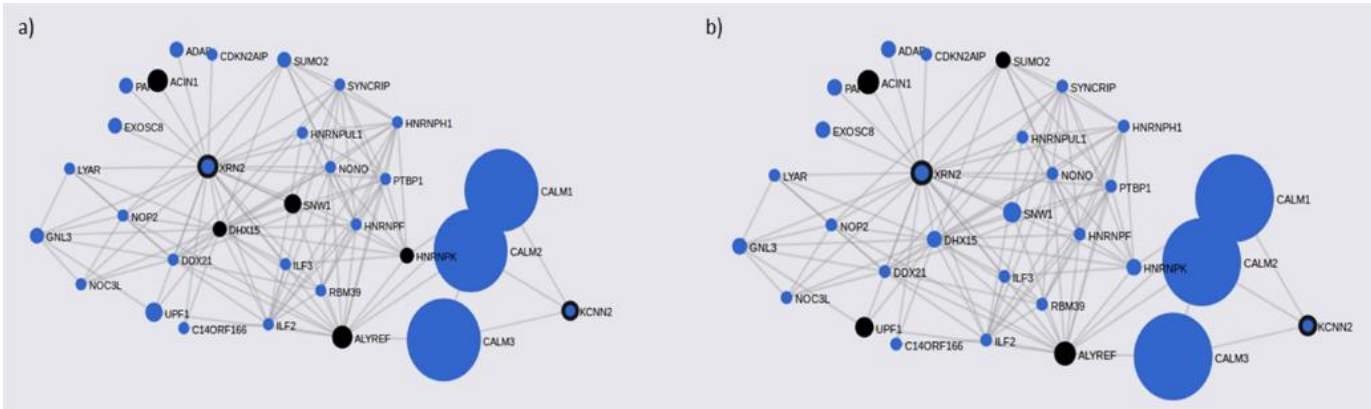 a)
ADAR
CDKN2AIP
SUMO2
ACIN1
SYNCRIP
EXOSC8
HNRNPH1
HNRNPUL1
LYAR
XRN2
NONO
PTBP1
CALM1
SNW1
NOP2
DHX15
HNRNPF
GNL3
CALM2
HNRNPK
DDX21
ILF3
NOC3L
RBM39
UPF1
KCNN2
C14ORF166
ILF2
ALYREF
CALM3
b)
ADAR
CDKN2AIP
SUMO2
ACIN1
SYNCRIP
EXOSC8
HNRNPH1
HNRNPUL1
LYAR
XRN2
NONO
PTBP1
CALM1
SNW1
NOP2
HNRNPF
DHX15
GNL3
CALM2
HNRNPK
DDX21
ILF3
NOC3L
RBM39
UPF1
KCNN2
C14ORF166
ILF2
ALYREF
CALM3